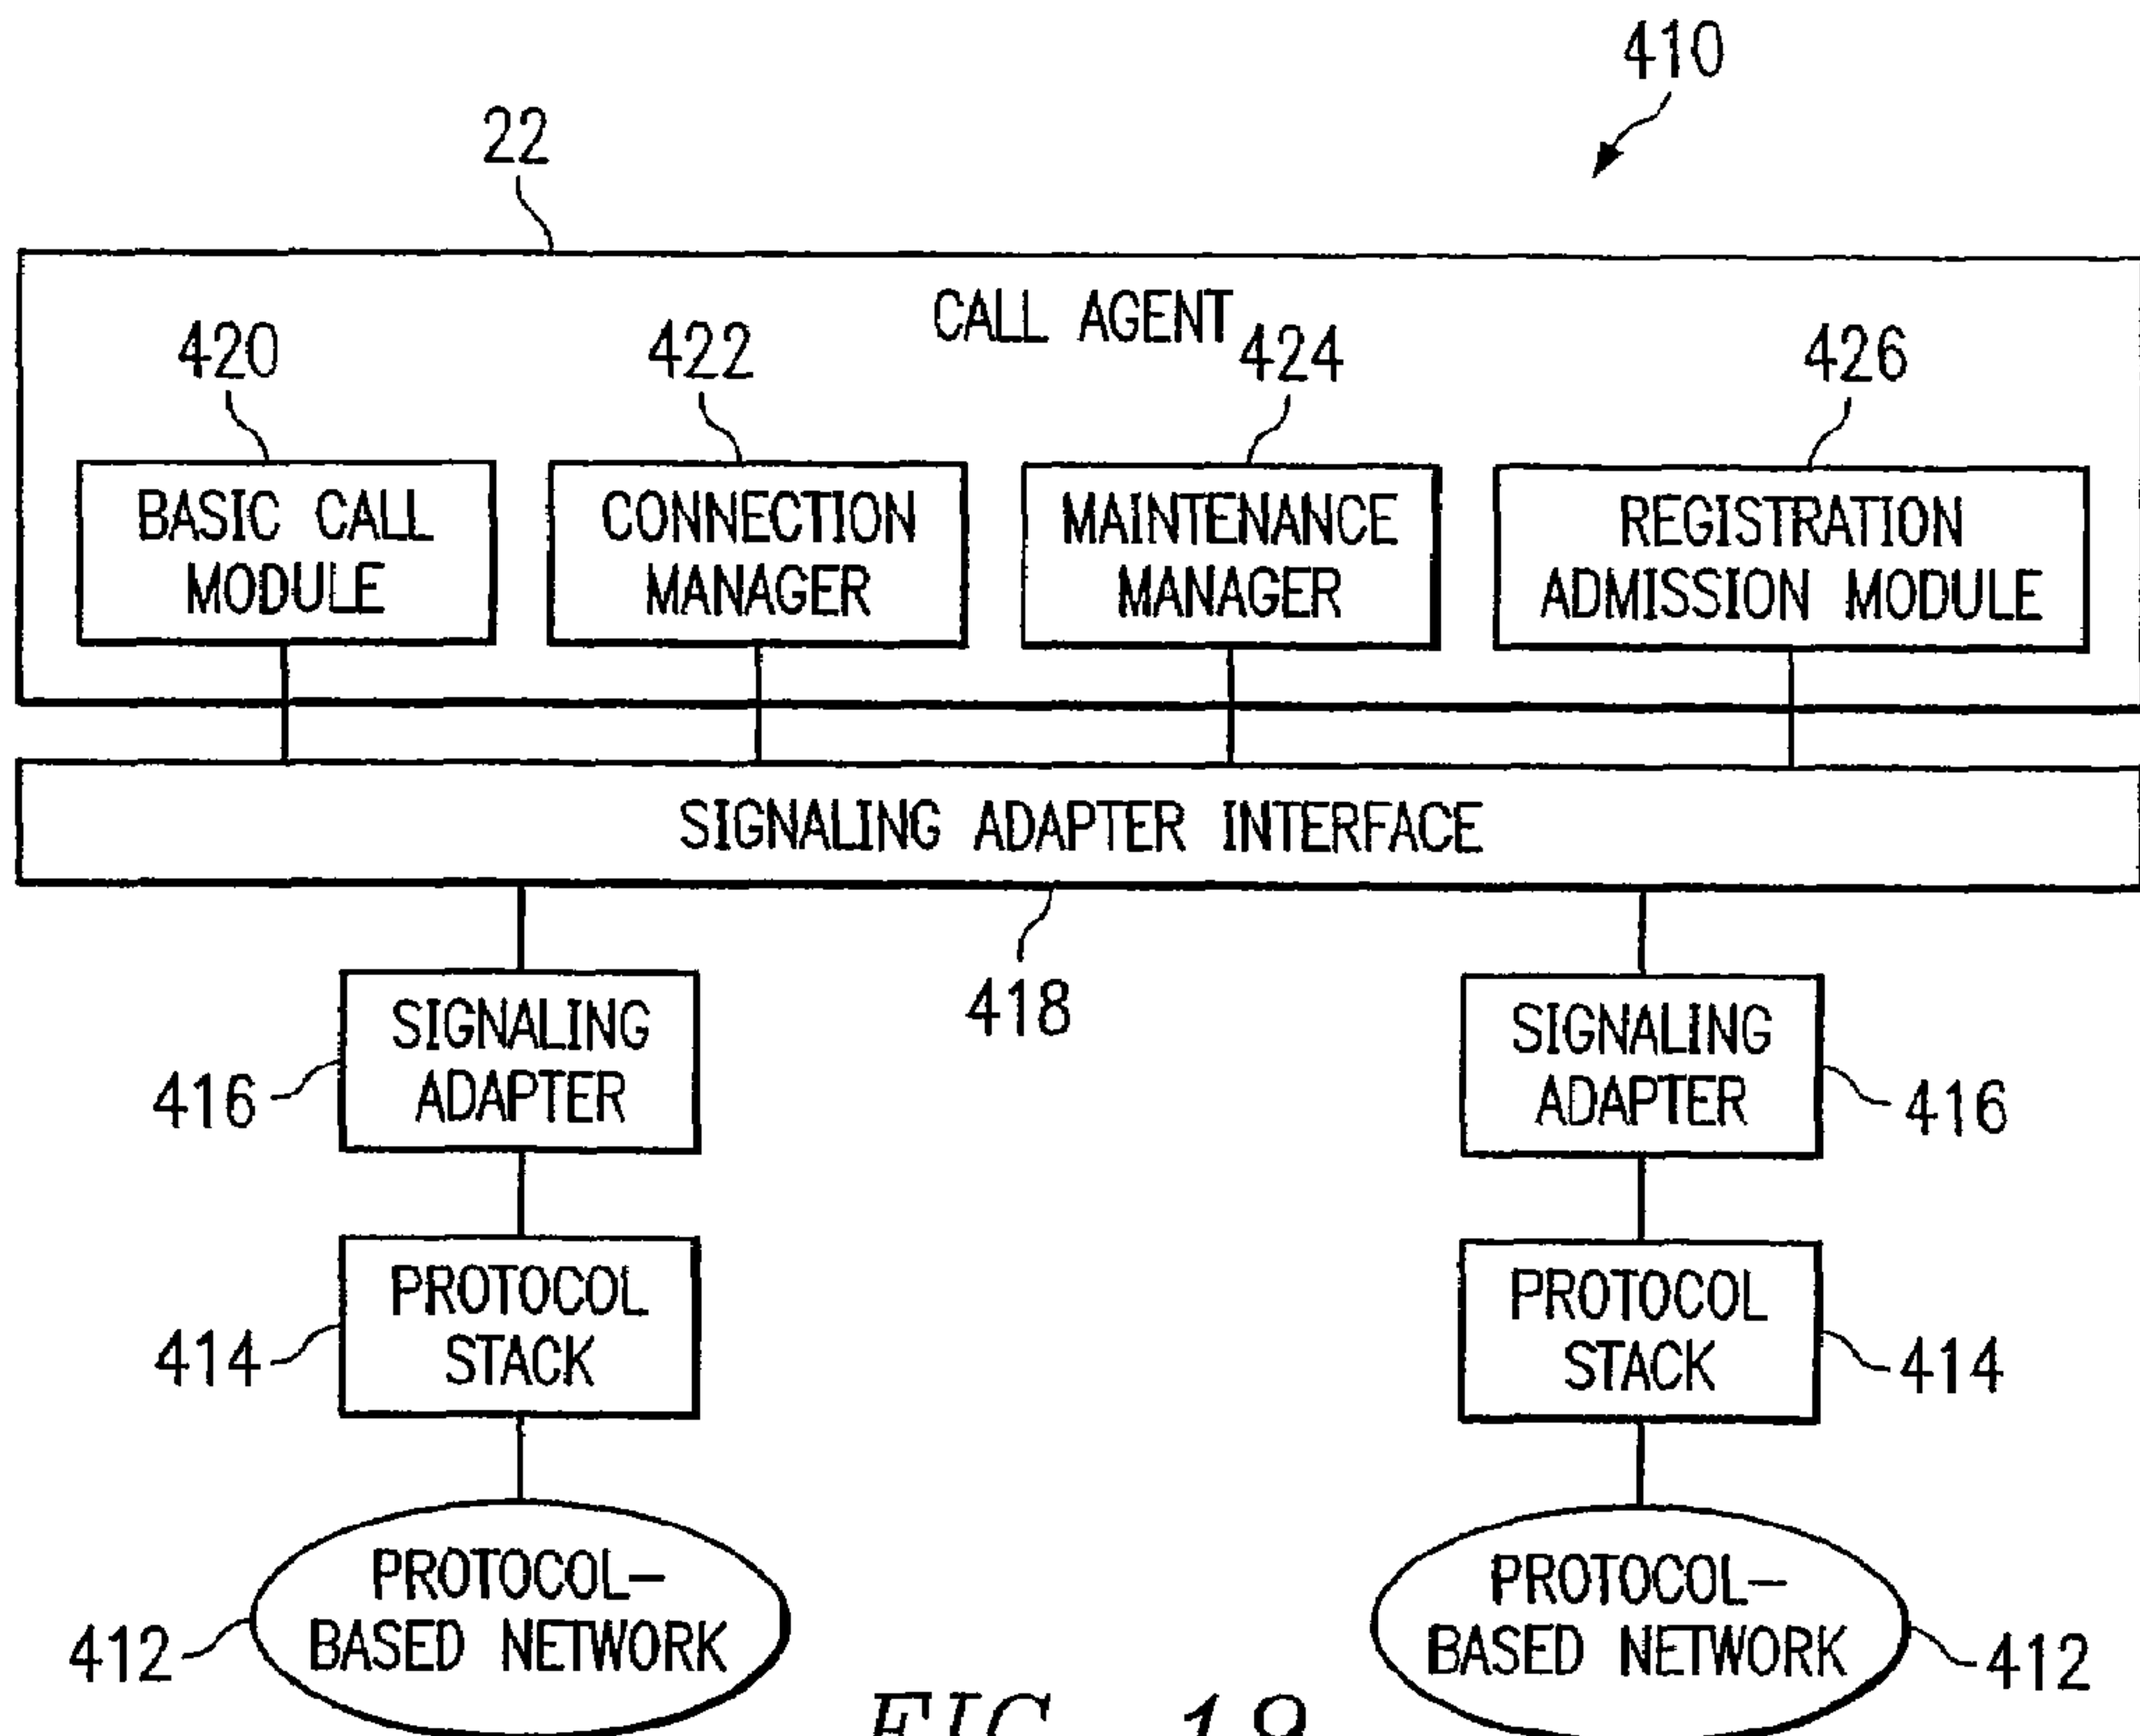 410
22
CALL AGENT
420
422
424
426
BASIC CALL
MODULE
CONNECTION
MANAGER
MAINTENANCE
MANAGER
REGISTRATION
ADMISSION MODULE
SIGNALING ADAPTER INTERFACE
418
SIGNALING
ADAPTER
416
SIGNALING
ADAPTER
416
PROTOCOL
STACK
414
PROTOCOL
STACK
414
PROTOCOL-
BASED NETWORK
412
PROTOCOL-
BASED NETWORK
412
FIG.